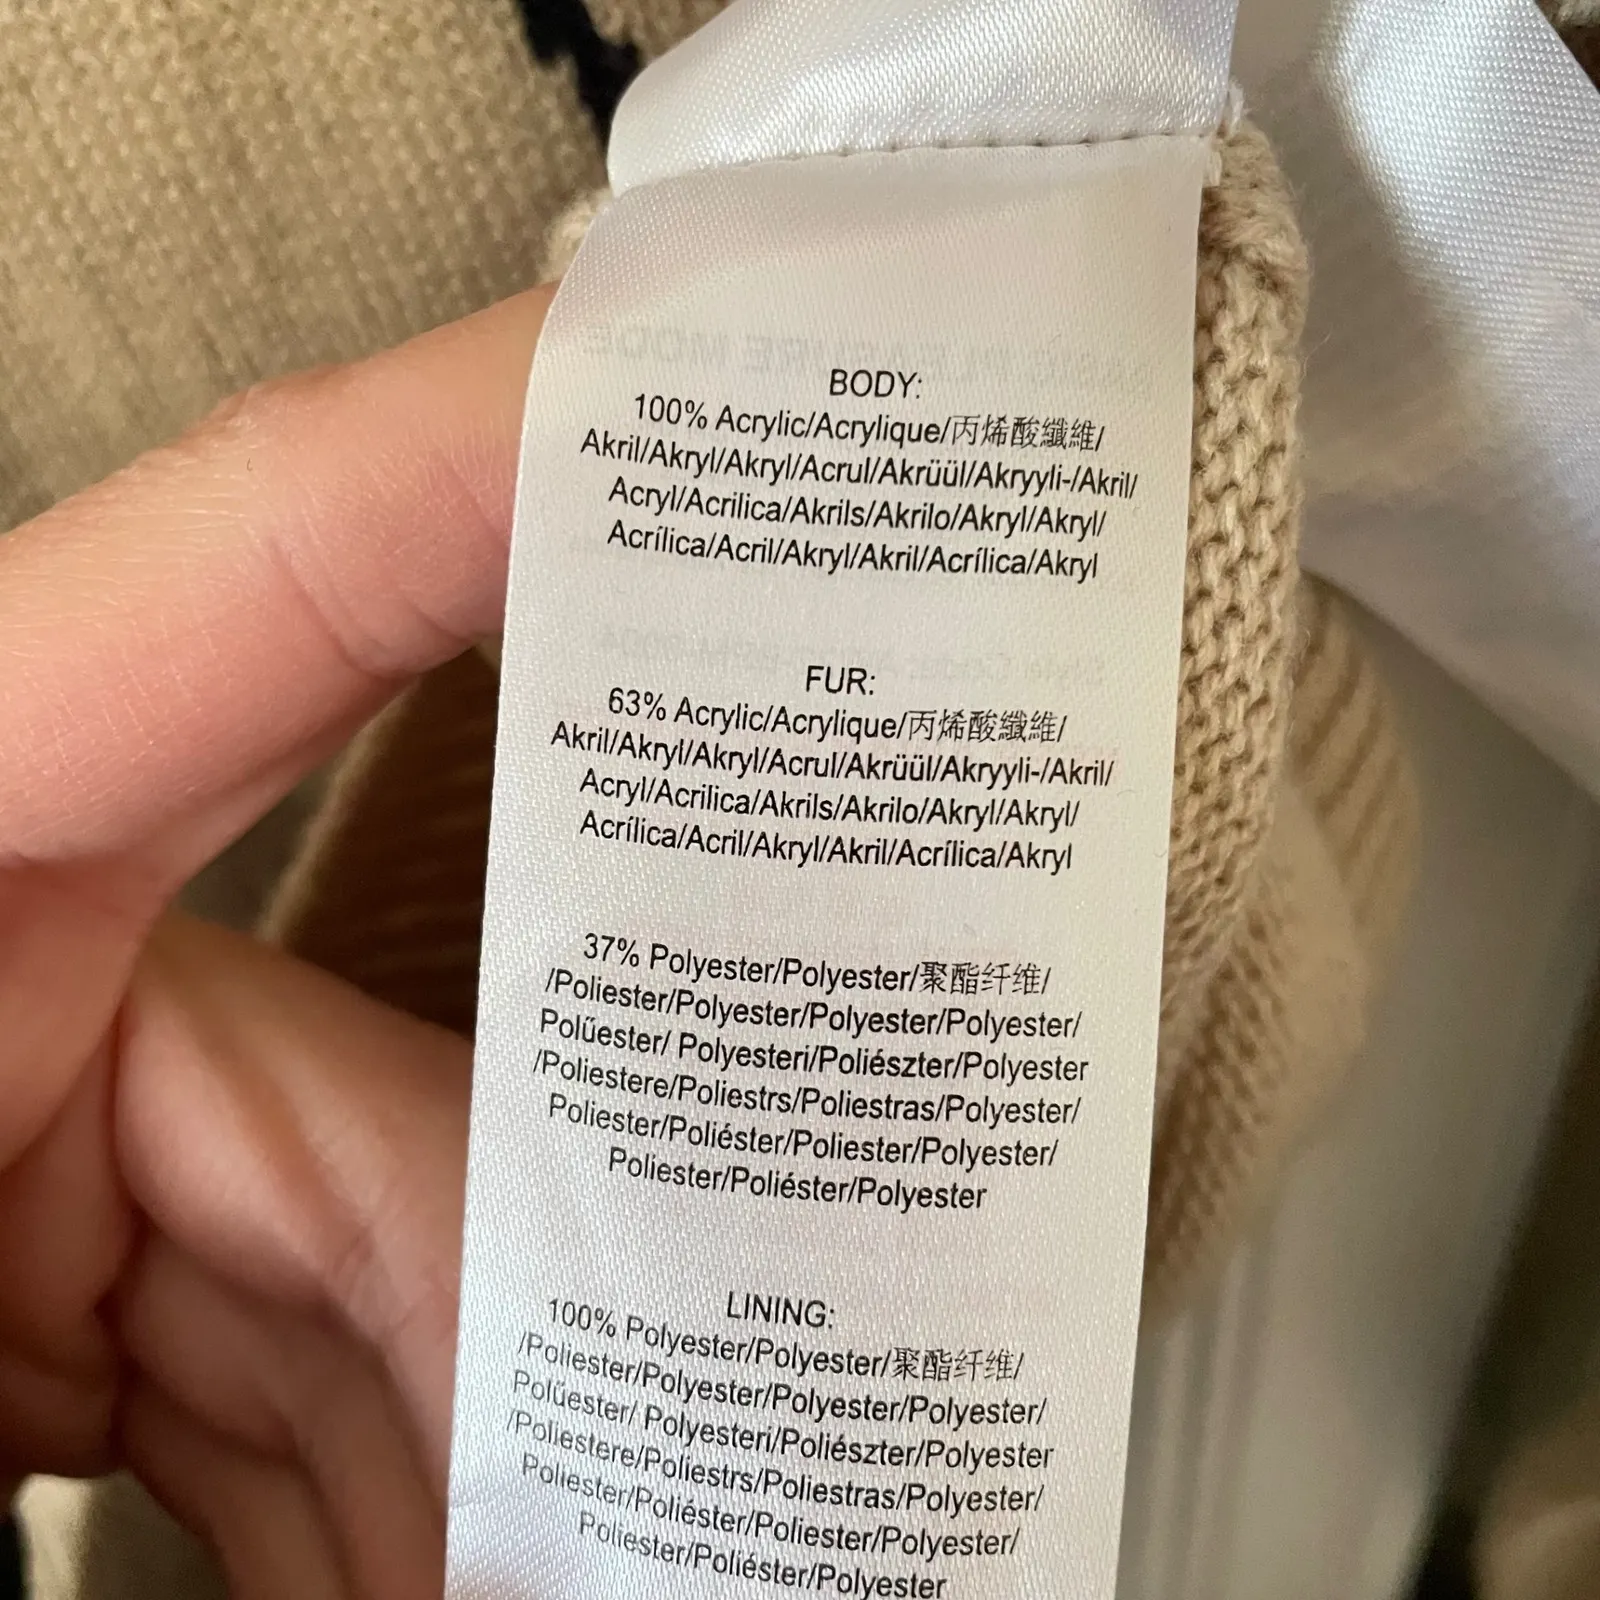 BODY:
100% Acrylic/Acrylique/丙烯酸纖維/
Akril/Akryl/Akryl/Acrul/Akrüül/Akryyli-/Akril/
Acryl/Acrilica/Akrils/Akrilo/Akryl/Akryl/
Acrílica/Acril/Akryl/Akril/Acrílica/Akryl
FUR:
63% Acrylic/Acrylique/丙烯酸纖維/
Akril/Akryl/Akryl/Acrul/Akrüül/Akryyli-/Akril/
Acryl/Acrilica/Akrils/Akrilo/Akryl/Akryl/
Acrílica/Acril/Akryl/Akril/Acrílica/Akryl
37% Polyester/Polyester/聚酯纤维/
/Poliester/Polyester/Polyester/Polyester/
Polűester/ Polyesteri/Poliészter/Polyester
/Poliestere/Poliestrs/Poliestras/Polyester/
Poliester/Poliéster/Poliester/Polyester/
Poliester/Poliéster/Polyester
LINING:
100% Polyester/Polyester/聚酯纤维/
/Poliester/Polyester/Polyester/Polyester/
Polűester/ Polyesteri/Poliészter/Polyester
/Poliestere/Poliestrs/Poliestras/Polyester/
Poliester/Poliéster/Poliester/Polyester/
Poliester/Poliéster/Polyester